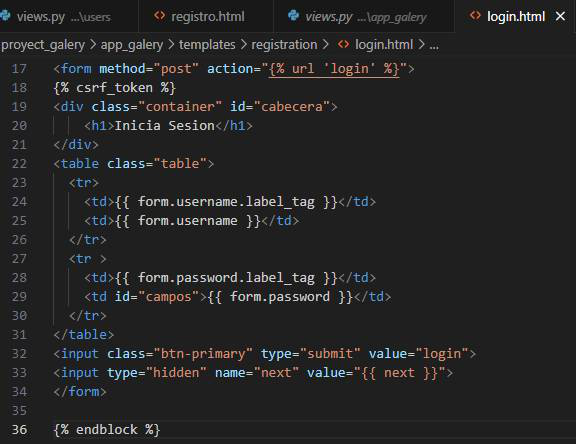 views.py ...\users registro.html views.py ...\app_galery login.html
proyect_galery > app_galery > templates > registration > login.html > ...
17 <form method="post" action="{% url 'login' %}">
18 {% csrf_token %}
19 <div class="container" id="cabecera">
20     <h1>Inicia Sesion</h1>
21 </div>
22 <table class="table">
23   <tr>
24     <td>{{ form.username.label_tag }}</td>
25     <td>{{ form.username }}</td>
26   </tr>
27   <tr >
28     <td>{{ form.password.label_tag }}</td>
29     <td id="campos">{{ form.password }}</td>
30   </tr>
31 </table>
32 <input class="btn-primary" type="submit" value="login">
33 <input type="hidden" name="next" value="{{ next }}">
34 </form>
35
36 {% endblock %}